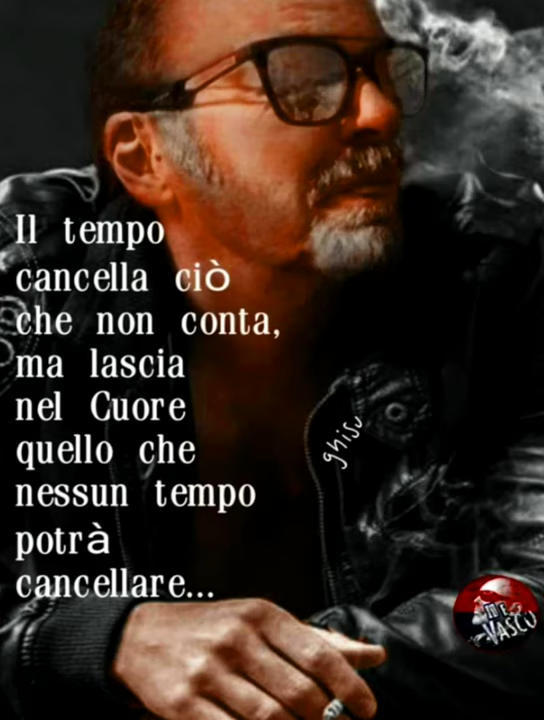 Il tempo
cancella ciò
che non conta,
ma lascia
nel Cuore
quello che
nessun tempo
potrà
cancellare...
ghisu
VASCO